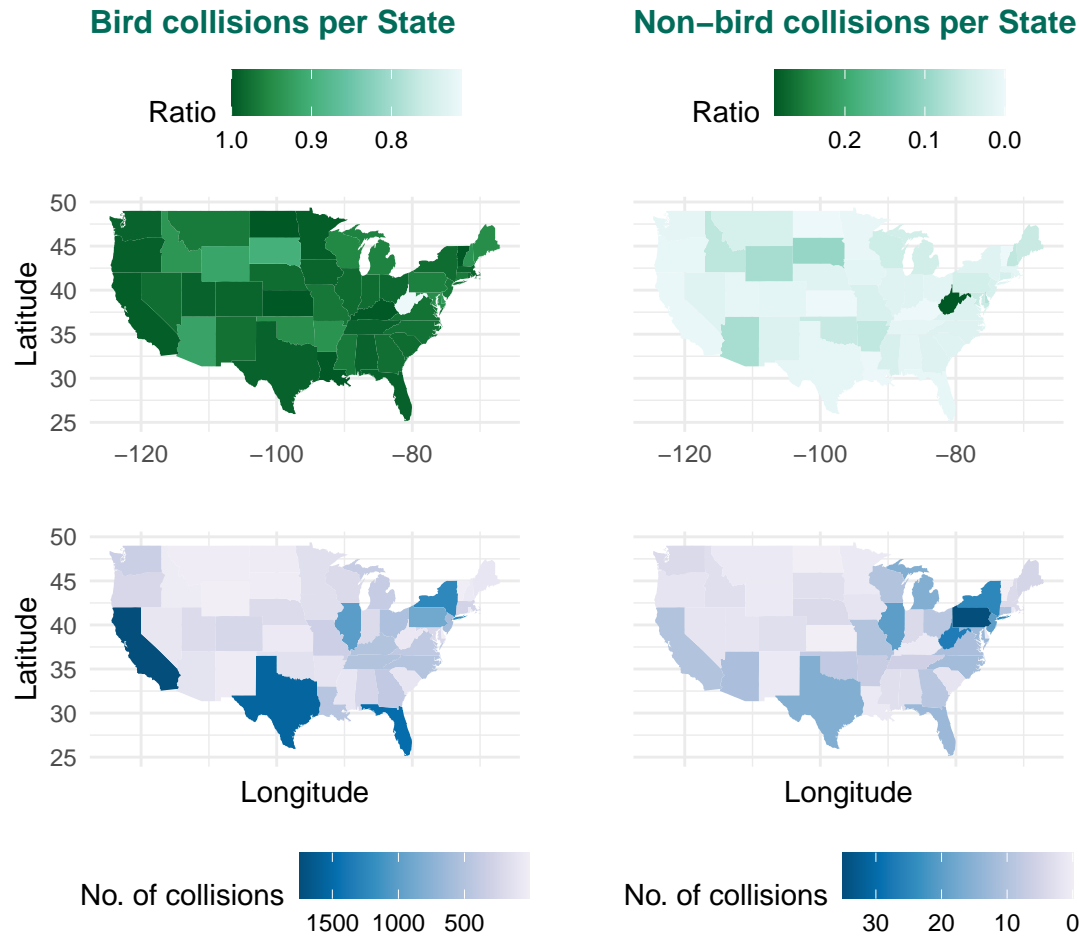 Bird collisions per State
Non−bird collisions per State
Ratio
1.0 0.9 0.8
Ratio
0.2 0.1 0.0
Latitude
50
45
40
35
30
25
−120 −100 −80
−120 −100 −80
Latitude
50
45
40
35
30
25
Longitude
Longitude
No. of collisions
1500 1000 500
No. of collisions
30 20 10 0